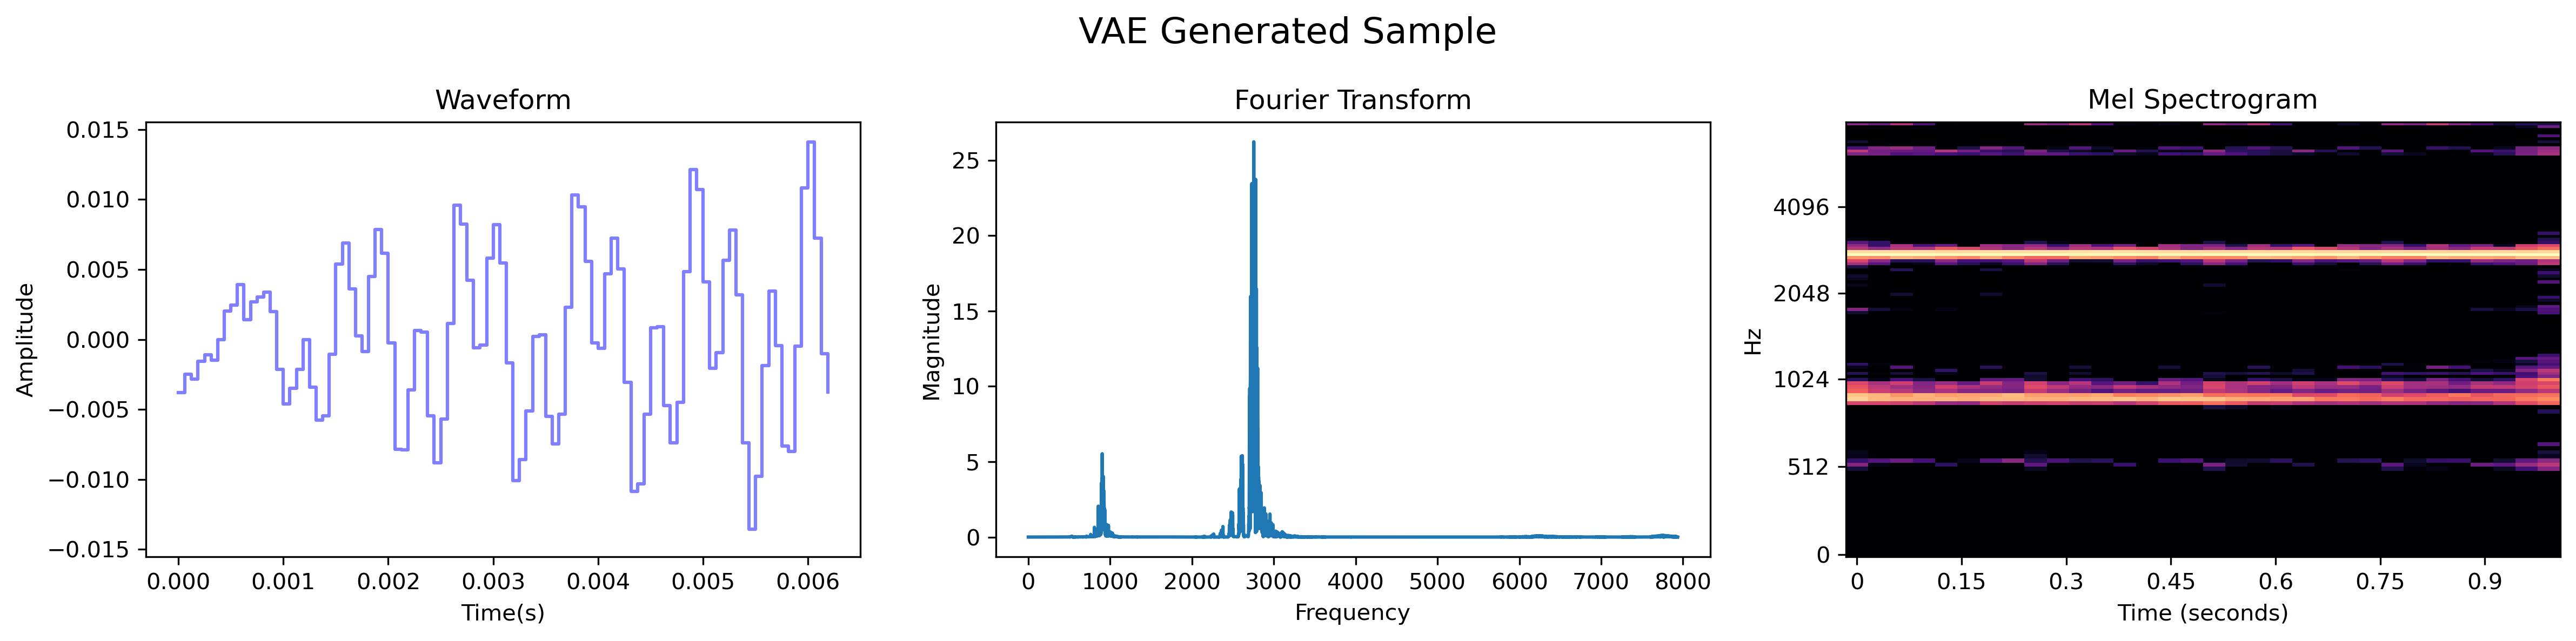 VAE Generated Sample
Waveform
Amplitude
0.015
0.010
0.005
0.000
−0.005
−0.010
−0.015
0.000 0.001 0.002 0.003 0.004 0.005 0.006
Time(s)
Fourier Transform
Magnitude
25
20
15
10
5
0
0 1000 2000 3000 4000 5000 6000 7000 8000
Frequency
Mel Spectrogram
Hz
4096
2048
1024
512
0
0 0.15 0.3 0.45 0.6 0.75 0.9
Time (seconds)